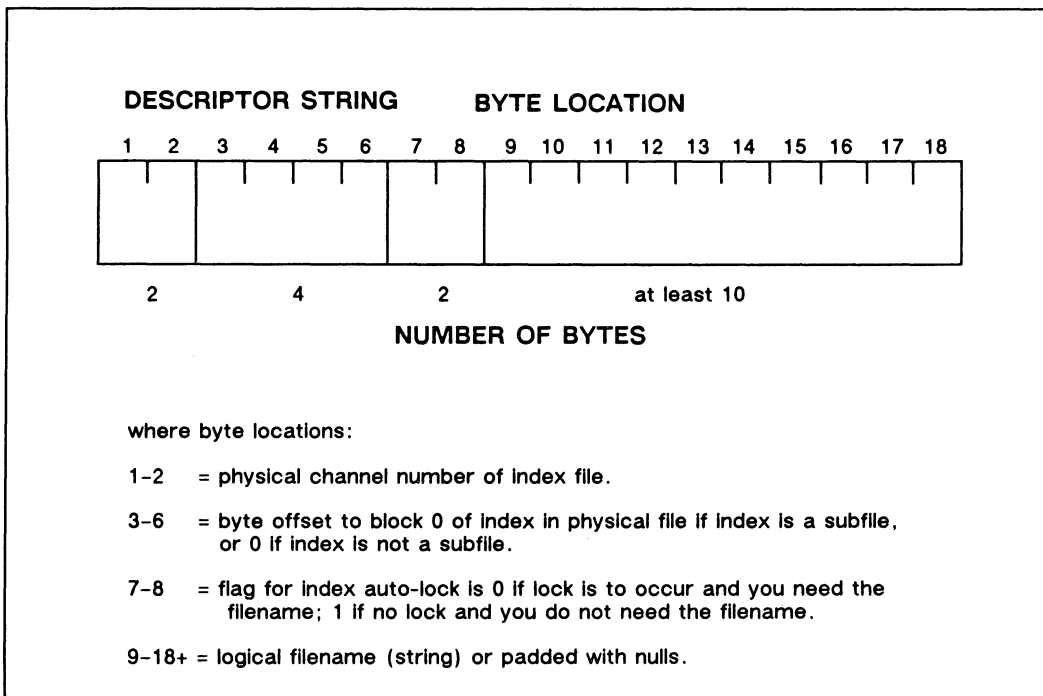 DESCRIPTOR STRING BYTE LOCATION
1 2 3 4 5 6 7 8 9 10 11 12 13 14 15 16 17 18
2 4 2 at least 10
NUMBER OF BYTES
where byte locations:
1-2 = physical channel number of index file.
3-6 = byte offset to block 0 of index in physical file if index is a subfile,
or 0 if index is not a subfile.
7-8 = flag for index auto-lock is 0 if lock is to occur and you need the
filename; 1 if no lock and you do not need the filename.
9-18+ = logical filename (string) or padded with nulls.